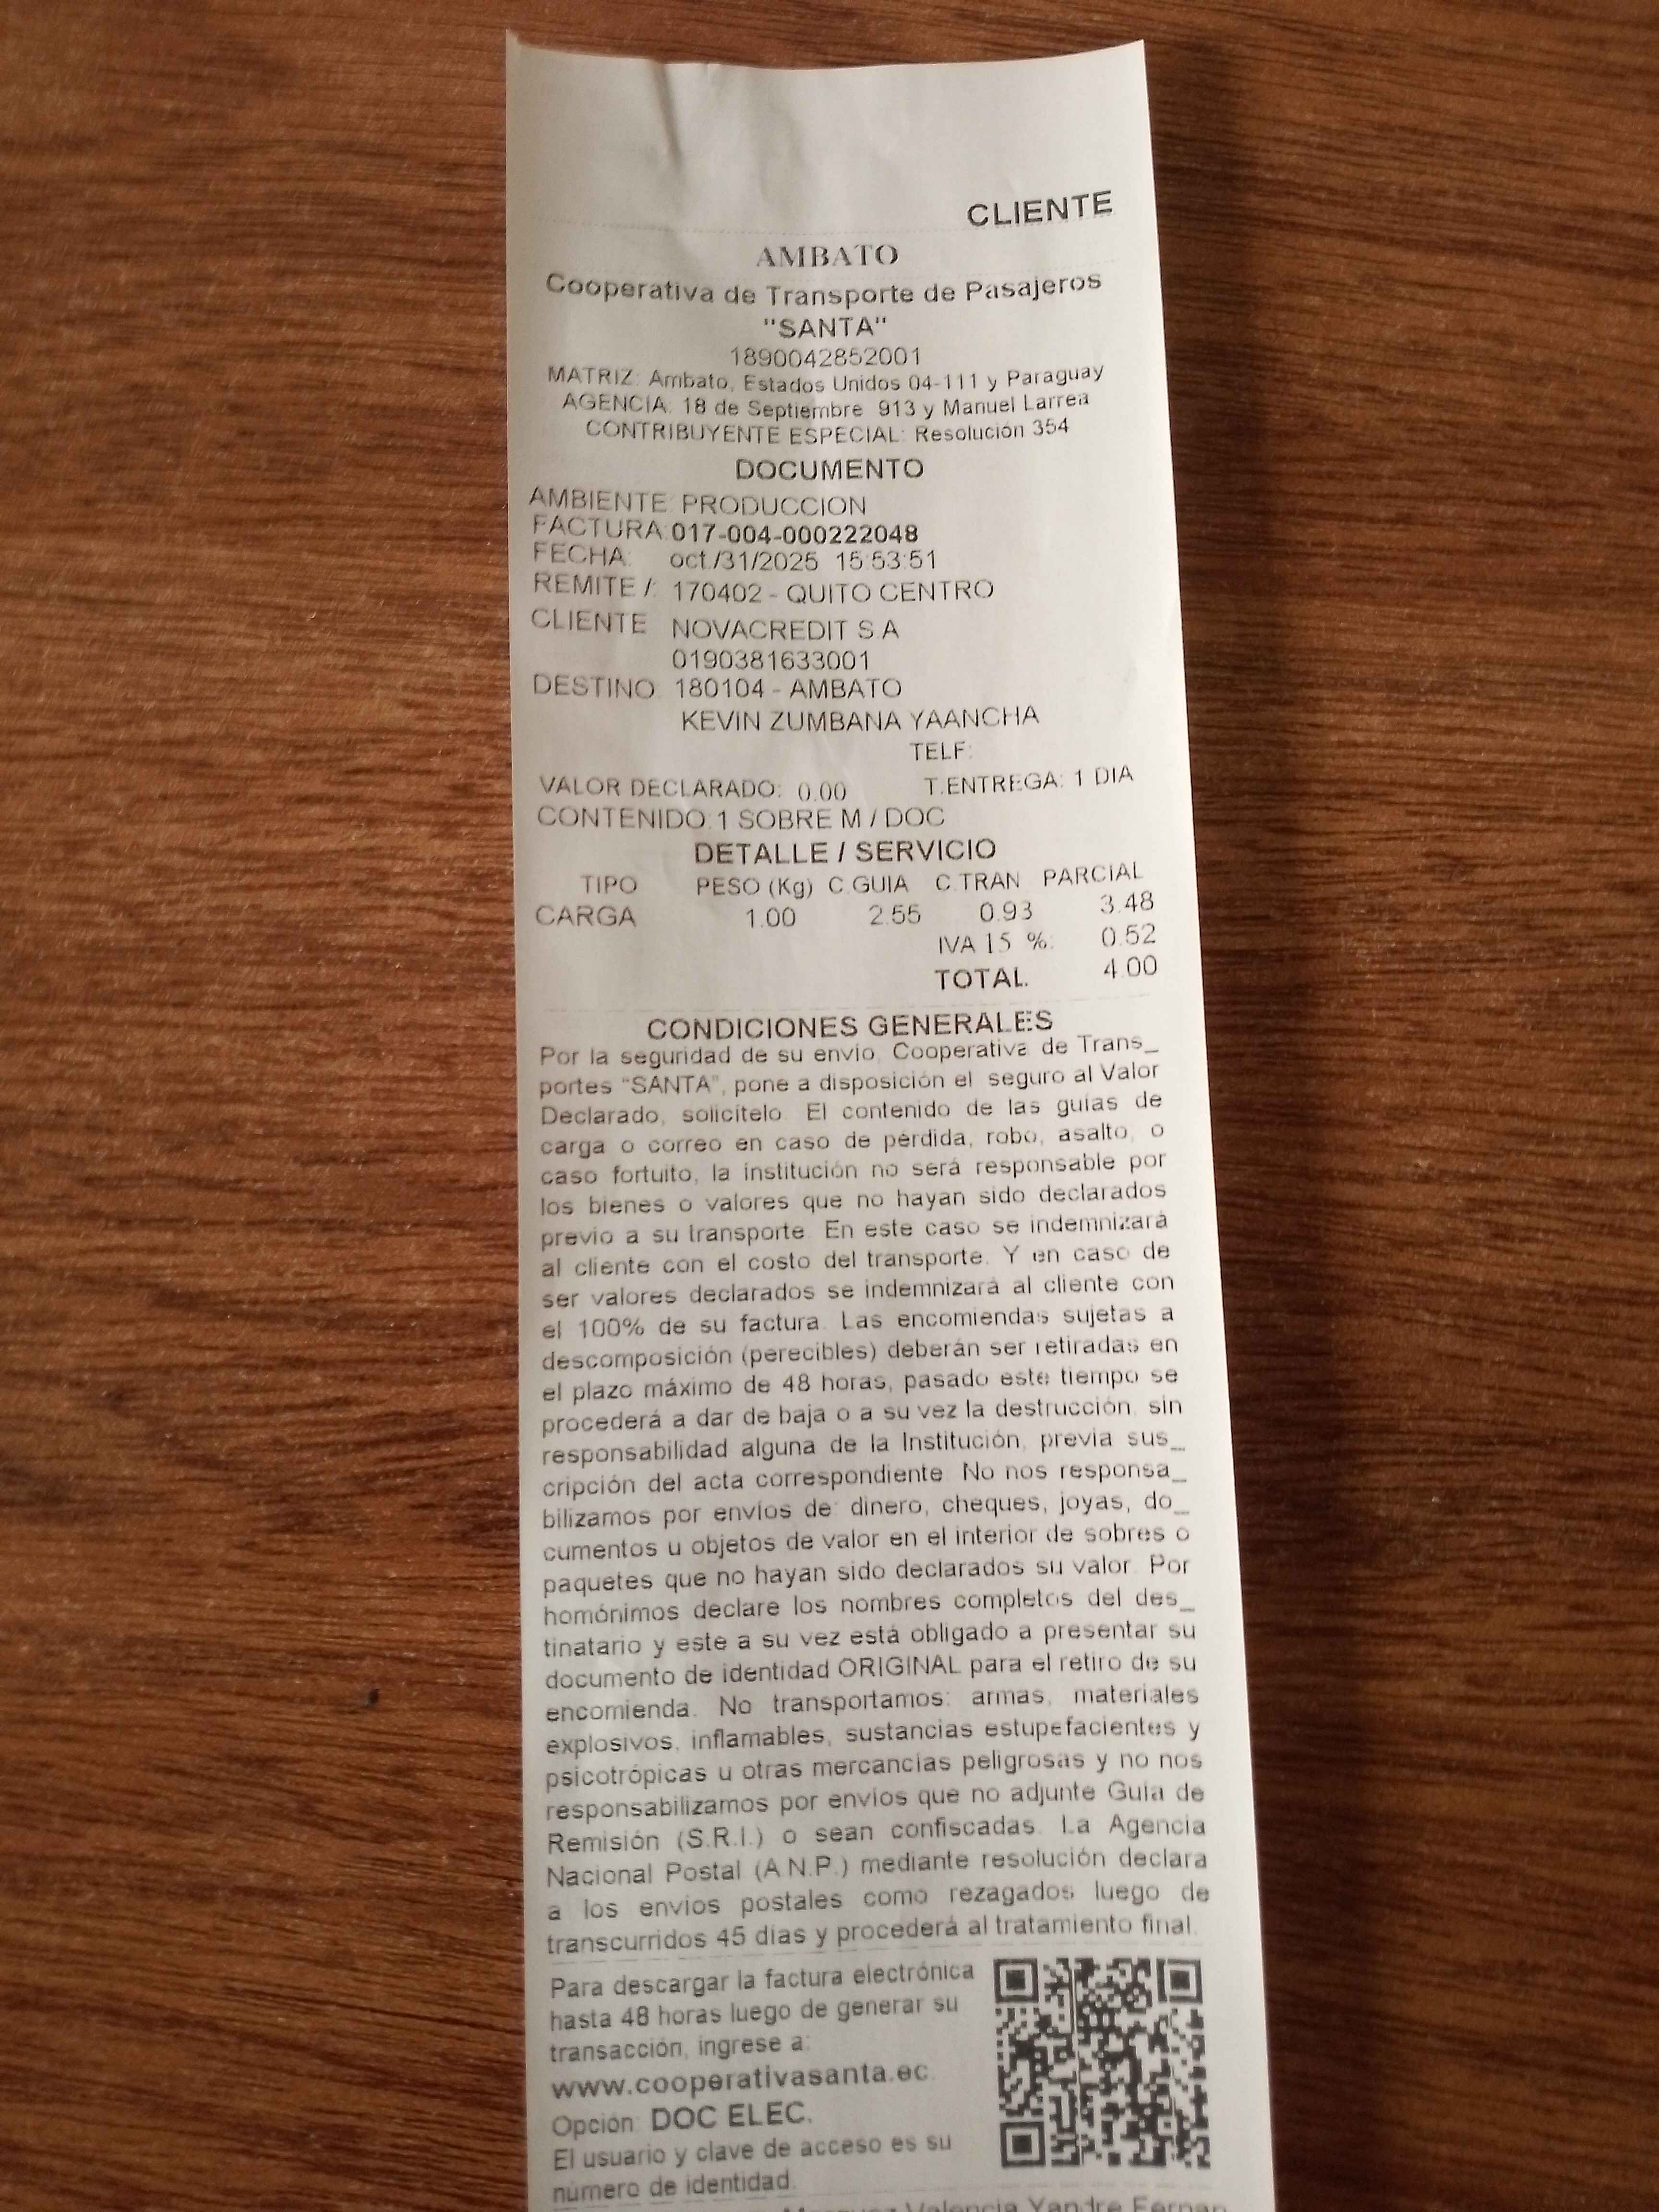 CLIENTE
AMBATO
Cooperativa de Transporte de Pasajeros
"SANTA"
1890042852001
MATRIZ: Ambato, Estados Unidos 04-111 y Paraguay
AGENCIA: 18 de Septiembre 913 y Manuel Larrea
CONTRIBUYENTE ESPECIAL: Resolución 354
DOCUMENTO
AMBIENTE: PRODUCCION
FACTURA: 017-004-000222048
FECHA: oct./31/2025 15:53:51
REMITE /: 170402 - QUITO CENTRO
CLIENTE NOVACREDIT S.A
0190381633001
DESTINO: 180104 - AMBATO
KEVIN ZUMBANA YAANCHA
TELF:
VALOR DECLARADO: 0.00 T.ENTREGA: 1 DIA
CONTENIDO: 1 SOBRE M / DOC
DETALLE / SERVICIO
TIPO PESO (Kg) C.GUIA C.TRAN PARCIAL
CARGA 1.00 2.55 0.93 3.48
IVA 15 %: 0.52
TOTAL. 4.00
CONDICIONES GENERALES
Por la seguridad de su envío, Cooperativa de Trans_
portes "SANTA", pone a disposición el seguro al Valor
Declarado, solicítelo. El contenido de las guías de
carga o correo en caso de pérdida, robo, asalto, o
caso fortuito, la institución no será responsable por
los bienes o valores que no hayan sido declarados
previo a su transporte. En este caso se indemnizará
al cliente con el costo del transporte. Y en caso de
ser valores declarados se indemnizará al cliente con
el 100% de su factura. Las encomiendas sujetas a
descomposición (perecibles) deberán ser retiradas en
el plazo máximo de 48 horas, pasado este tiempo se
procederá a dar de baja o a su vez la destrucción, sin
responsabilidad alguna de la Institución, previa sus_
cripción del acta correspondiente. No nos responsa_
bilizamos por envíos de: dinero, cheques, joyas, do_
cumentos u objetos de valor en el interior de sobres o
paquetes que no hayan sido declarados su valor. Por
homónimos declare los nombres completos del des_
tinatario y este a su vez está obligado a presentar su
documento de identidad ORIGINAL para el retiro de su
encomienda. No transportamos: armas, materiales
explosivos, inflamables, sustancias estupefacientes y
psicotrópicas u otras mercancías peligrosas y no nos
responsabilizamos por envíos que no adjunte Guía de
Remisión (S.R.I.) o sean confiscadas. La Agencia
Nacional Postal (A.N.P.) mediante resolución declara
a los envíos postales como rezagados luego de
transcurridos 45 días y procederá al tratamiento final.
Para descargar la factura electrónica
hasta 48 horas luego de generar su
transacción, ingrese a:
www.cooperativasanta.ec
Opción: DOC ELEC.
El usuario y clave de acceso es su
número de identidad.
Valencia Yandre